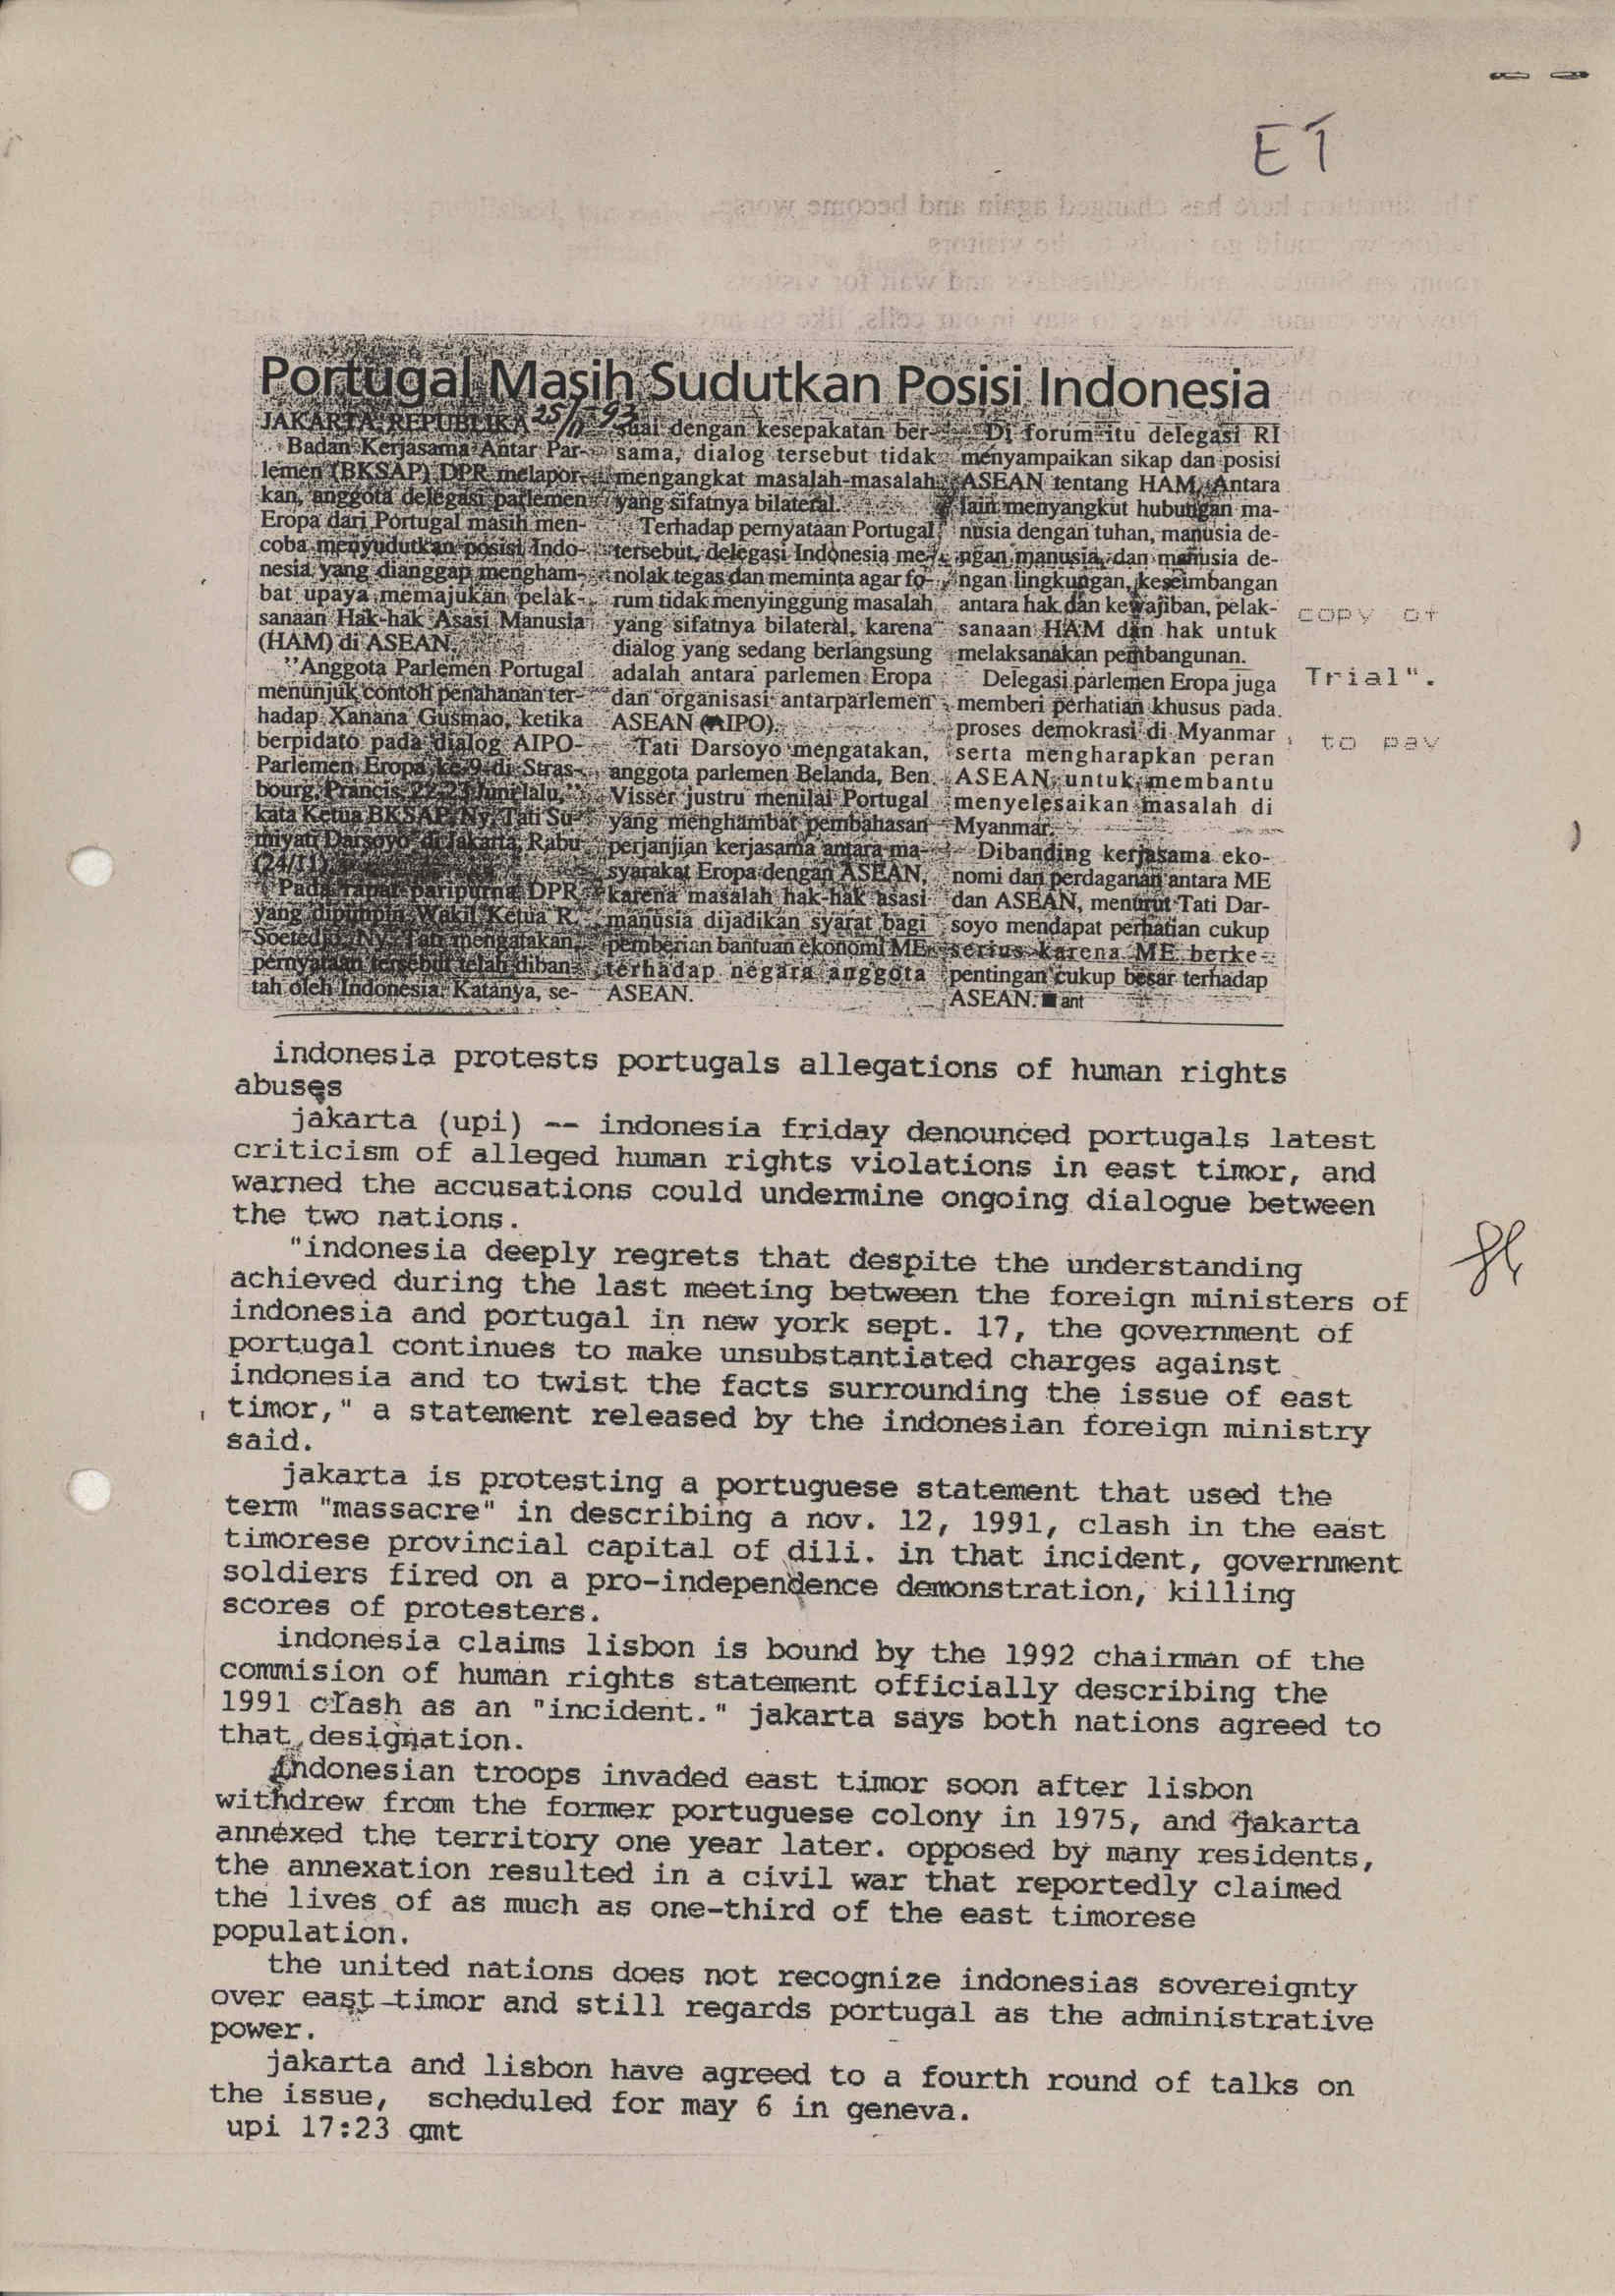 ET
Portugal Masih Sudutkan Posisi Indonesia
JAKARTA, REPUBLIKA 25/11-93
Badan Kerjasama Antar Par-
lemen (BKSAP) DPR melapor-
kan, anggota delegasi parlemen
Eropa dari Portugal masih men-
coba menyudutkan posisi Indo-
nesia, yang dianggap mengham-
bat upaya memajukan pelak-
sanaan Hak-hak Asasi Manusia
(HAM) di ASEAN.
"Anggota Parlemen Portugal
menunjuk contoh penahanan ter-
hadap Xanana Gusmao, ketika
berpidato pada dialog AIPO-
Parlemen Eropa ke-9 di Stras-
bourg, Prancis, 22-23 Juni lalu,"
kata Ketua BKSAP Ny. Tati Su-
miyati Darsoyo di Jakarta, Rabu
(24/11)
Pada rapat paripurna DPR
yang dipimpin Wakil Ketua R.
Soetedjo, Ny. Tati mengatakan,
pernyataan tersebut telah diban-
tah oleh Indonesia. Katanya, se-
suai dengan kesepakatan ber-
sama, dialog tersebut tidak
mengangkat masalah-masalah
yang sifatnya bilateral.
Terhadap pernyataan Portugal
tersebut, delegasi Indonesia me-
nolak tegas dan meminta agar fo-
rum tidak menyinggung masalah
yang sifatnya bilateral, karena
dialog yang sedang berlangsung
adalah antara parlemen Eropa
dan organisasi antarparlemen
ASEAN (AIPO).
Tati Darsoyo mengatakan,
anggota parlemen Belanda, Ben
Visser justru menilai Portugal
yang menghambat pembahasan
perjanjian kerjasama antara ma-
syarakat Eropa dengan ASEAN,
karena masalah hak-hak asasi
manusia dijadikan syarat bagi
pemberian bantuan ekonomi ME
terhadap negara anggota
ASEAN.
Di forum itu delegasi RI
menyampaikan sikap dan posisi
ASEAN tentang HAM. Antara
lain menyangkut hubungan ma-
nusia dengan tuhan, manusia de-
ngan manusia, dan manusia de-
ngan lingkungan, keseimbangan
antara hak dan kewajiban, pelak-
sanaan HAM dan hak untuk
melaksanakan pembangunan.
Delegasi parlemen Eropa juga
memberi perhatian khusus pada
proses demokrasi di Myanmar
serta mengharapkan peran
ASEAN untuk membantu
menyelesaikan masalah di
Myanmar.
Dibanding kerjasama eko-
nomi dan perdagangan antara ME
dan ASEAN, menurut Tati Dar-
soyo mendapat perhatian cukup
serius karena ME berke-
pentingan cukup besar terhadap
ASEAN. ■ ant
copy of
Trial".
to pay
indonesia protests portugals allegations of human rights
abuses
jakarta (upi) -- indonesia friday denounced portugals latest
criticism of alleged human rights violations in east timor, and
warned the accusations could undermine ongoing dialogue between
the two nations.
"indonesia deeply regrets that despite the understanding
achieved during the last meeting between the foreign ministers of
indonesia and portugal in new york sept. 17, the government of
portugal continues to make unsubstantiated charges against
indonesia and to twist the facts surrounding the issue of east
timor," a statement released by the indonesian foreign ministry
said.
jakarta is protesting a portuguese statement that used the
term "massacre" in describing a nov. 12, 1991, clash in the east
timorese provincial capital of dili. in that incident, government
soldiers fired on a pro-independence demonstration, killing
scores of protesters.
indonesia claims lisbon is bound by the 1992 chairman of the
commision of human rights statement officially describing the
1991 clash as an "incident." jakarta says both nations agreed to
that designation.
indonesian troops invaded east timor soon after lisbon
withdrew from the former portuguese colony in 1975, and jakarta
annexed the territory one year later. opposed by many residents,
the annexation resulted in a civil war that reportedly claimed
the lives of as much as one-third of the east timorese
population.
the united nations does not recognize indonesias sovereignty
over east timor and still regards portugal as the administrative
power.
jakarta and lisbon have agreed to a fourth round of talks on
the issue, scheduled for may 6 in geneva.
upi 17:23 gmt